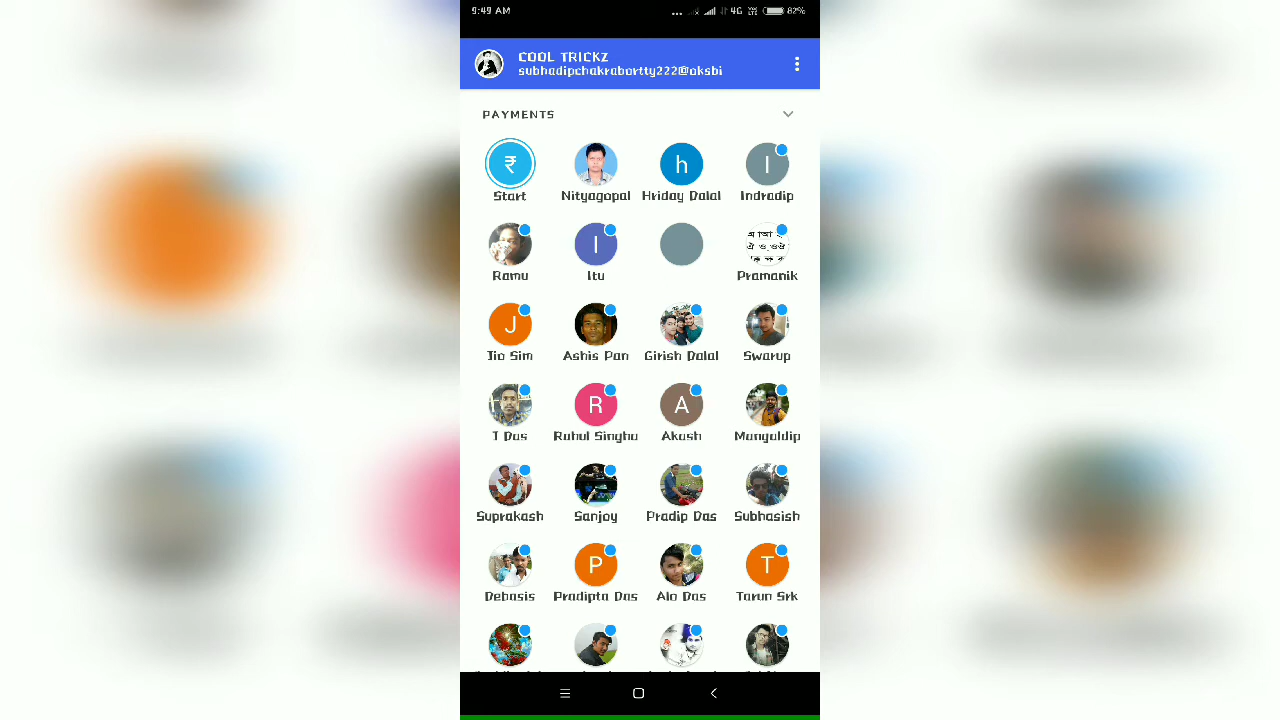 9:49 AM
4G
82%
COOL TRICKZ
subhadipchakrabortty222@oksbi
PAYMENTS
₹
h
I
Start
Nityagopal
Hriday Dalal
Indradip
I
Ramu
Itu
Pramanik
J
Jio Sim
Ashis Pan
Girish Dalal
Swarup
R
A
T Das
Rahul Singha
Akash
Mangaldip
Suprakash
Sanjoy
Pradip Das
Subhasish
P
T
Debasis
Pradipta Das
Alo Das
Tarun Srk